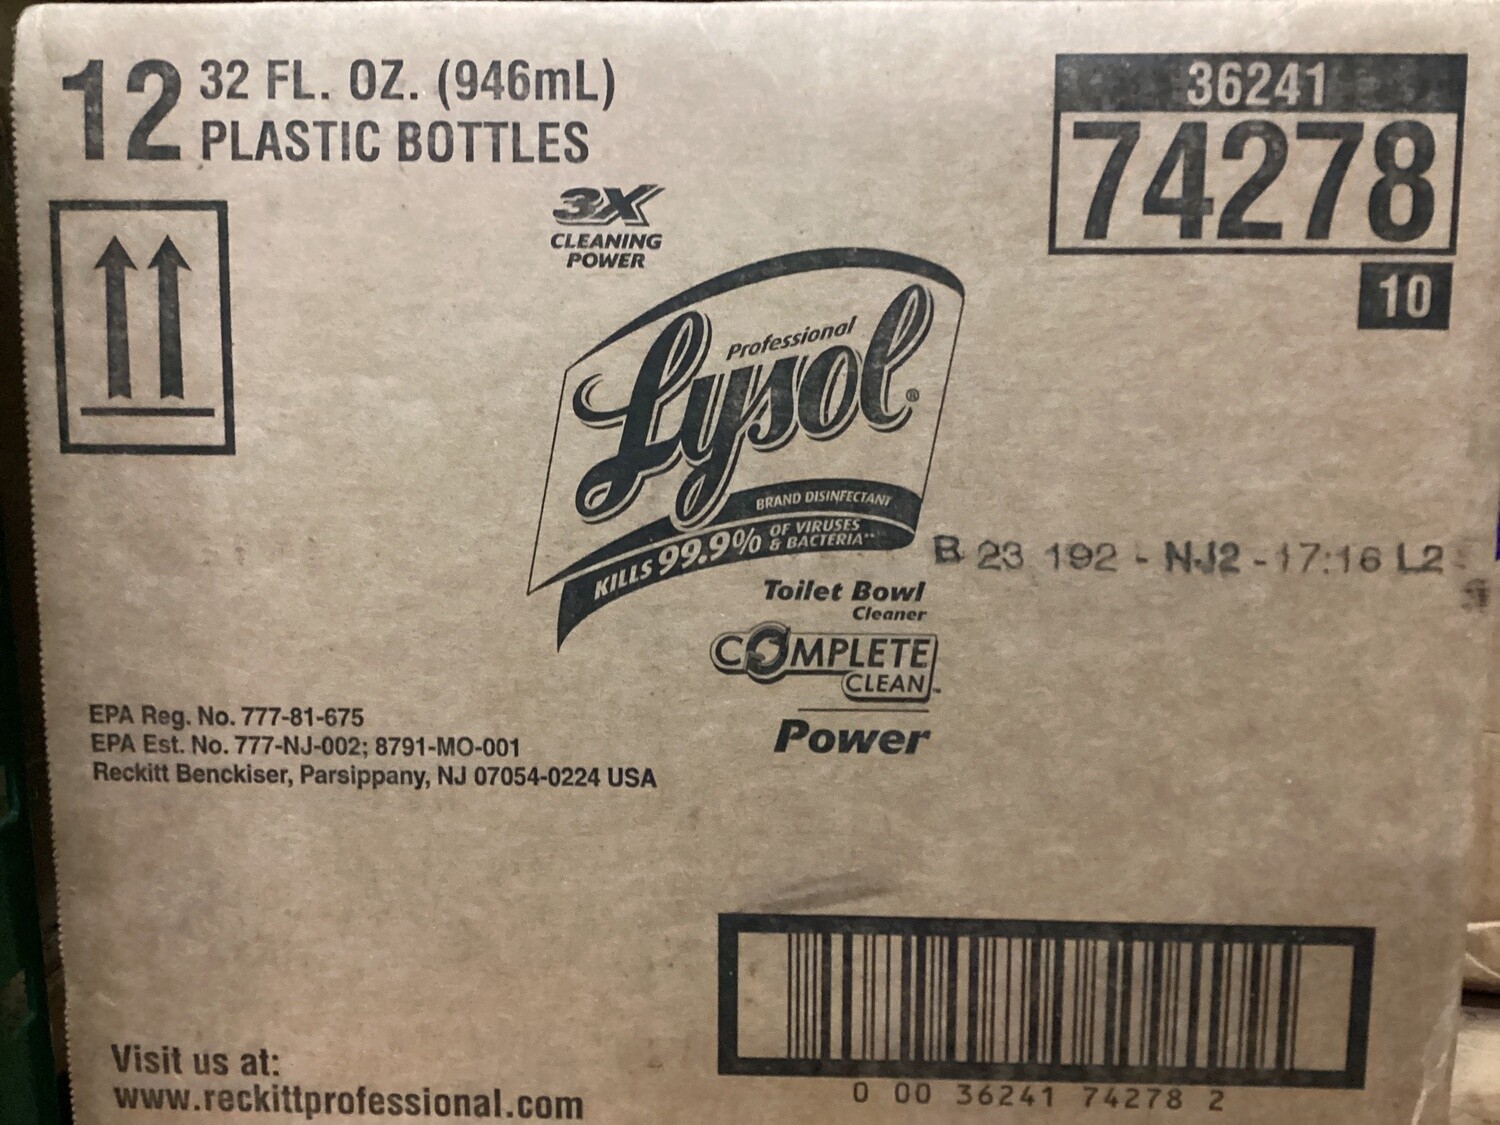 12 32 FL. OZ. (946mL)
PLASTIC BOTTLES
36241
74278
10
3X
CLEANING
POWER
Professional
Lysol®
BRAND DISINFECTANT
KILLS 99.9% OF VIRUSES
& BACTERIA**
B 23 192 - NJ2 - 17:16 L2
Toilet Bowl
Cleaner
COMPLETE
CLEAN™
Power
EPA Reg. No. 777-81-675
EPA Est. No. 777-NJ-002; 8791-MO-001
Reckitt Benckiser, Parsippany, NJ 07054-0224 USA
Visit us at:
www.reckittprofessional.com
0 00 36241 74278 2